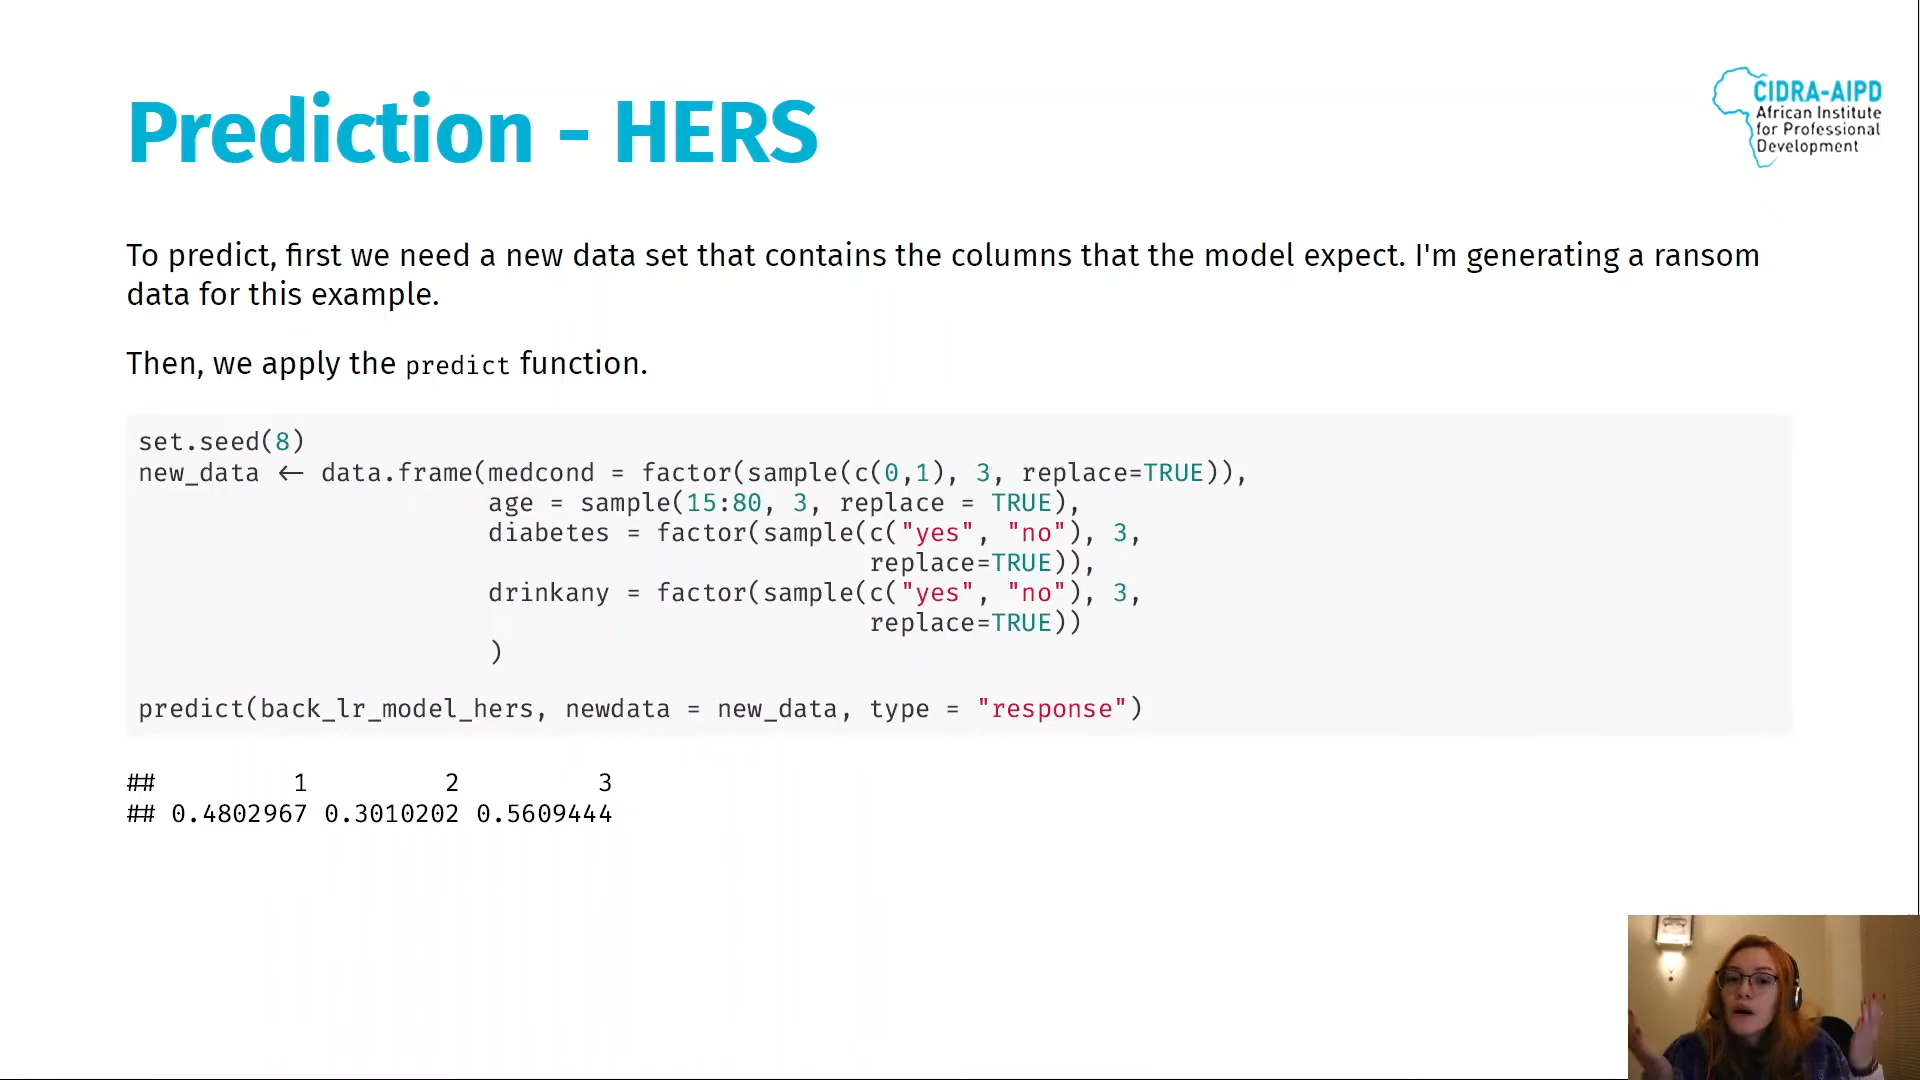 Prediction - HERS
CIDRA-AIPD
African Institute
for Professional
Development
To predict, first we need a new data set that contains the columns that the model expect. I'm generating a ransom
data for this example.
Then, we apply the predict function.
set.seed(8)
new_data <- data.frame(medcond = factor(sample(c(0,1), 3, replace=TRUE)),
age = sample(15:80, 3, replace = TRUE),
diabetes = factor(sample(c("yes", "no"), 3,
replace=TRUE)),
drinkany = factor(sample(c("yes", "no"), 3,
replace=TRUE))
)
predict(back_lr_model_hers, newdata = new_data, type = "response")
## 1 2 3
## 0.4802967 0.3010202 0.5609444